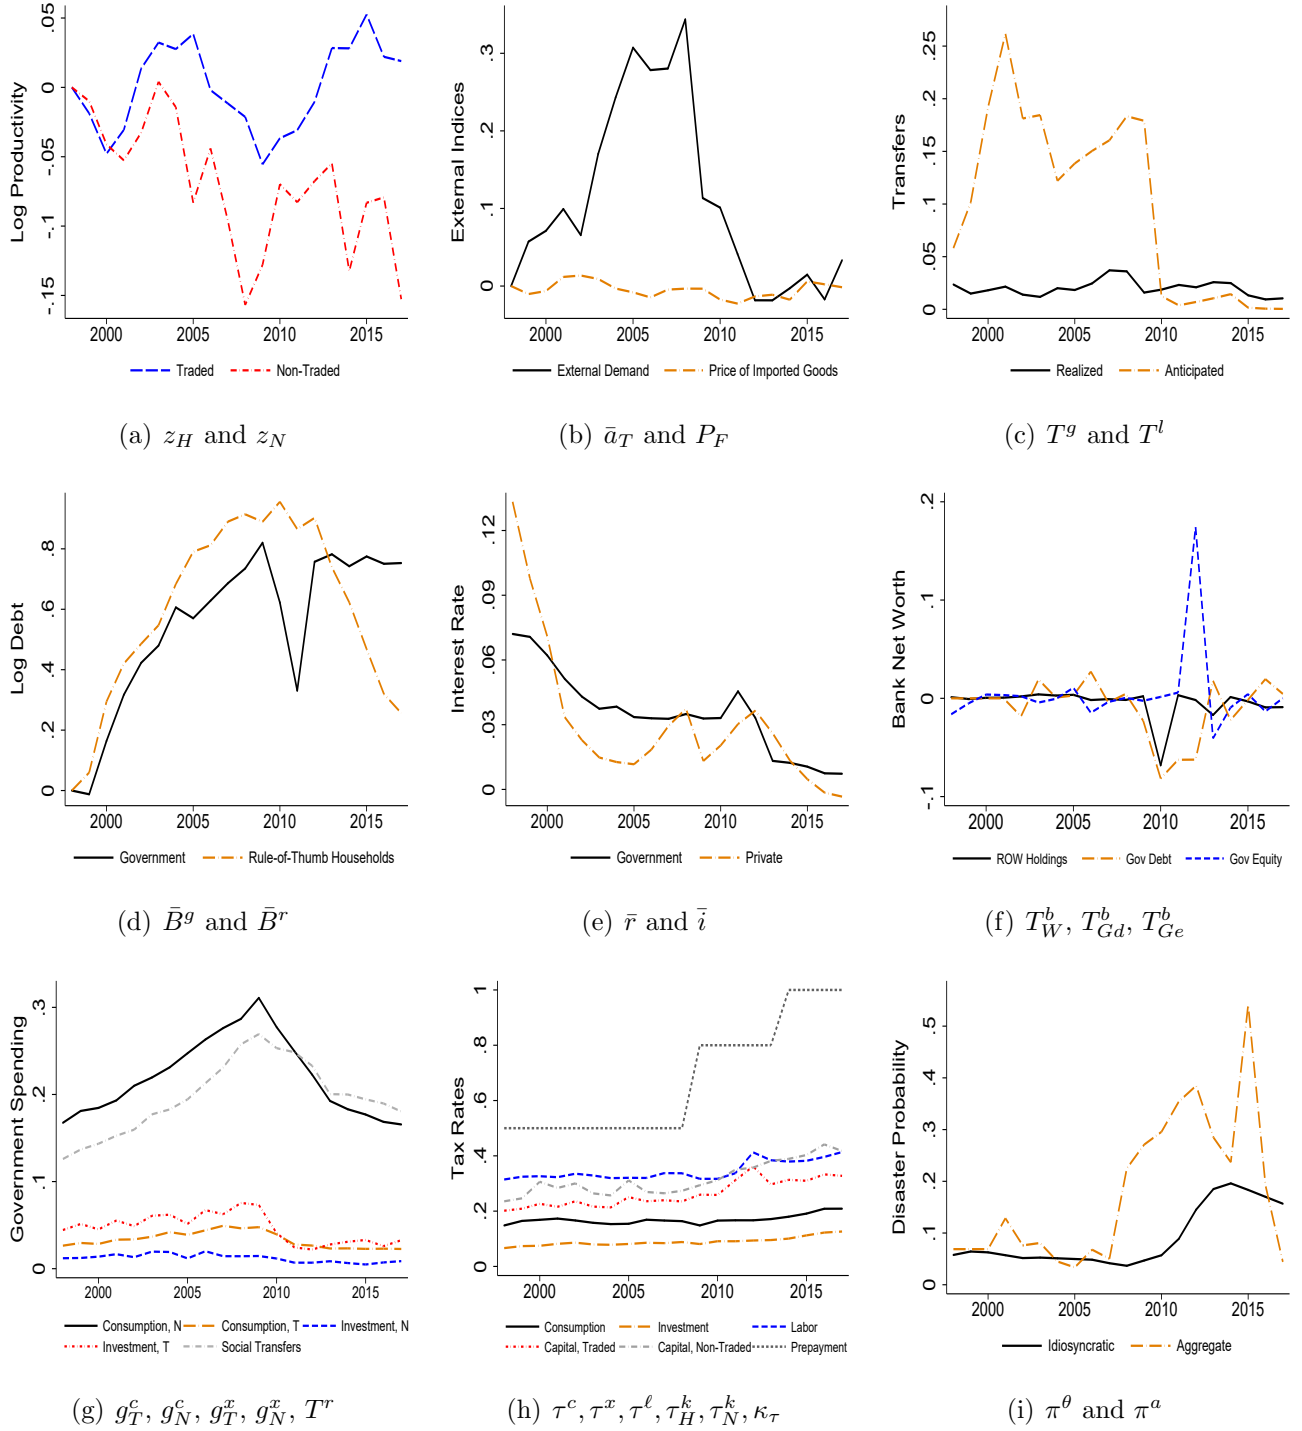 Log Productivity
.05
0
-.05
-.1
-.15
2000 2005 2010 2015
Traded Non-Traded
(a) z_H and z_N
External Indices
.3
.2
.1
0
2000 2005 2010 2015
External Demand Price of Imported Goods
(b) ā_T and P_F
Transfers
.25
.2
.15
.1
.05
0
2000 2005 2010 2015
Realized Anticipated
(c) T^g and T^l
Log Debt
.8
.6
.4
.2
0
2000 2005 2010 2015
Government Rule-of-Thumb Households
(d) B̄^g and B̄^r
Interest Rate
.12
.09
.06
.03
0
2000 2005 2010 2015
Government Private
(e) r̄ and ī
Bank Net Worth
.2
.1
0
-.1
2000 2005 2010 2015
ROW Holdings Gov Debt Gov Equity
(f) T^b_W, T^b_Gd, T^b_Ge
Government Spending
.3
.2
.1
0
2000 2005 2010 2015
Consumption, N Consumption, T Investment, N
Investment, T Social Transfers
(g) g^c_T, g^c_N, g^x_T, g^x_N, T^r
Tax Rates
1
.8
.6
.4
.2
0
2000 2005 2010 2015
Consumption Investment Labor
Capital, Traded Capital, Non-Traded Prepayment
(h) τ^c, τ^x, τ^ℓ, τ^k_H, τ^k_N, κ_τ
Disaster Probability
.5
.4
.3
.2
.1
0
2000 2005 2010 2015
Idiosyncratic Aggregate
(i) π^θ and π^a